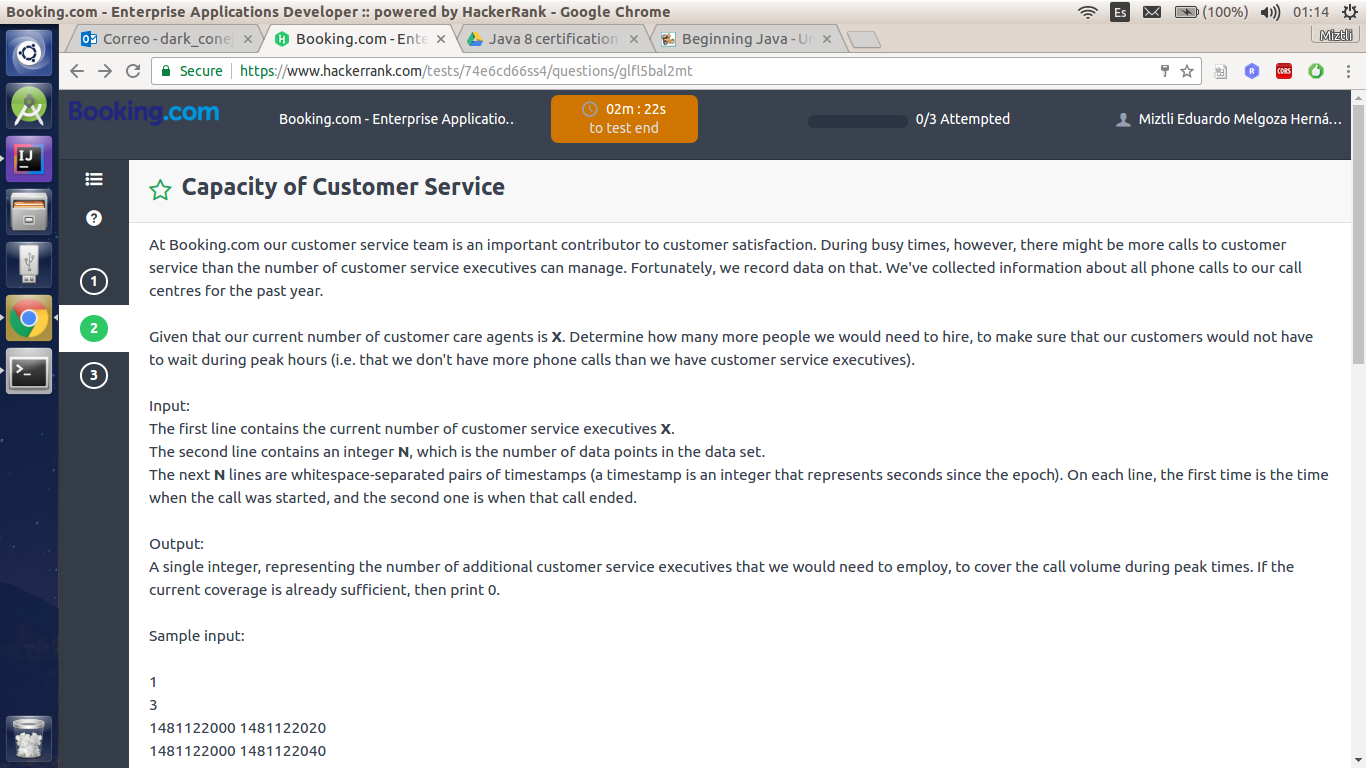 Booking.com - Enterprise Applications Developer :: powered by HackerRank - Google Chrome
Es
(100%)
01:14
Correo - dark_cone
Booking.com - Ente
Java 8 certification
Beginning Java - Un
Miztli
Secure
https://www.hackerrank.com/tests/74e6cd66ss4/questions/glfl5bal2mt
CORS
Booking.com
Booking.com - Enterprise Applicatio...
02m : 22s
to test end
0/3 Attempted
Miztli Eduardo Melgoza Herná...
1
2
3
Capacity of Customer Service
At Booking.com our customer service team is an important contributor to customer satisfaction. During busy times, however, there might be more calls to customer
service than the number of customer service executives can manage. Fortunately, we record data on that. We've collected information about all phone calls to our call
centres for the past year.
Given that our current number of customer care agents is X. Determine how many more people we would need to hire, to make sure that our customers would not have
to wait during peak hours (i.e. that we don't have more phone calls than we have customer service executives).
Input:
The first line contains the current number of customer service executives X.
The second line contains an integer N, which is the number of data points in the data set.
The next N lines are whitespace-separated pairs of timestamps (a timestamp is an integer that represents seconds since the epoch). On each line, the first time is the time
when the call was started, and the second one is when that call ended.
Output:
A single integer, representing the number of additional customer service executives that we would need to employ, to cover the call volume during peak times. If the
current coverage is already sufficient, then print 0.
Sample input:
1
3
1481122000 1481122020
1481122000 1481122040